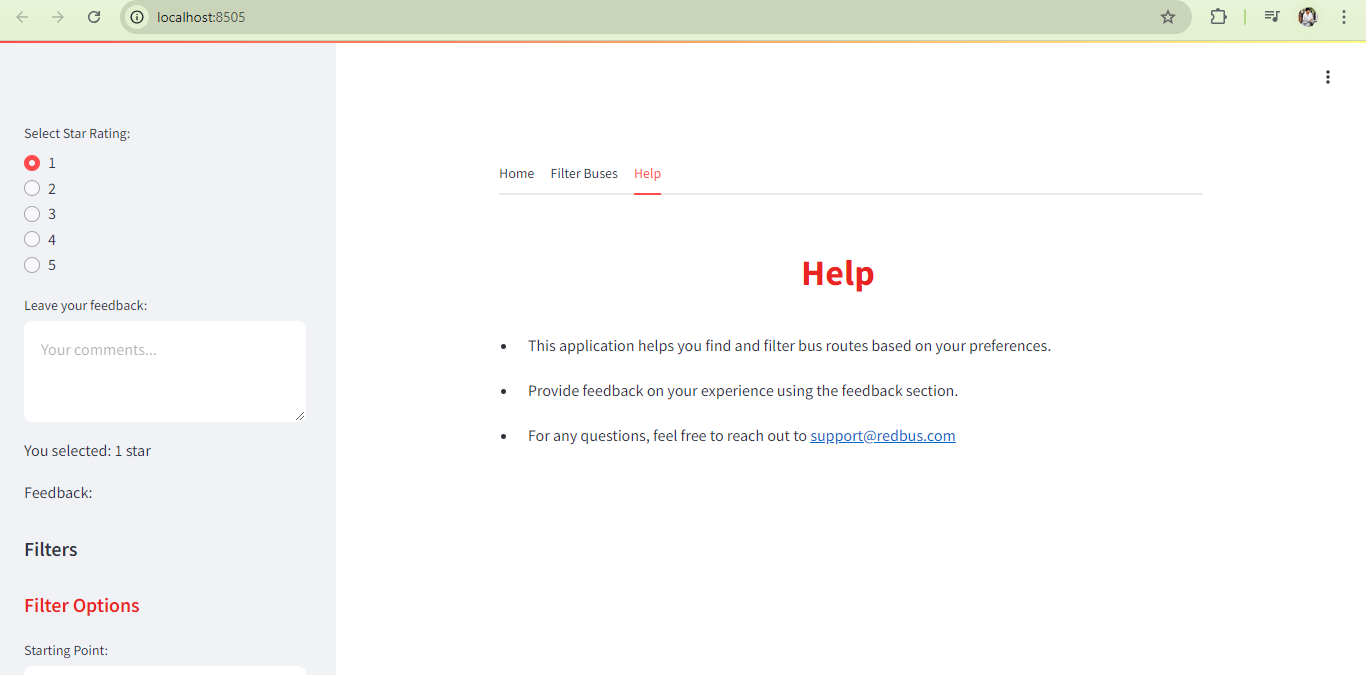 localhost:8505
Select Star Rating:
1
2
3
4
5
Leave your feedback:
Your comments...
You selected: 1 star
Feedback:
Filters
Filter Options
Starting Point:
Home Filter Buses Help
Help
This application helps you find and filter bus routes based on your preferences.
Provide feedback on your experience using the feedback section.
For any questions, feel free to reach out to support@redbus.com